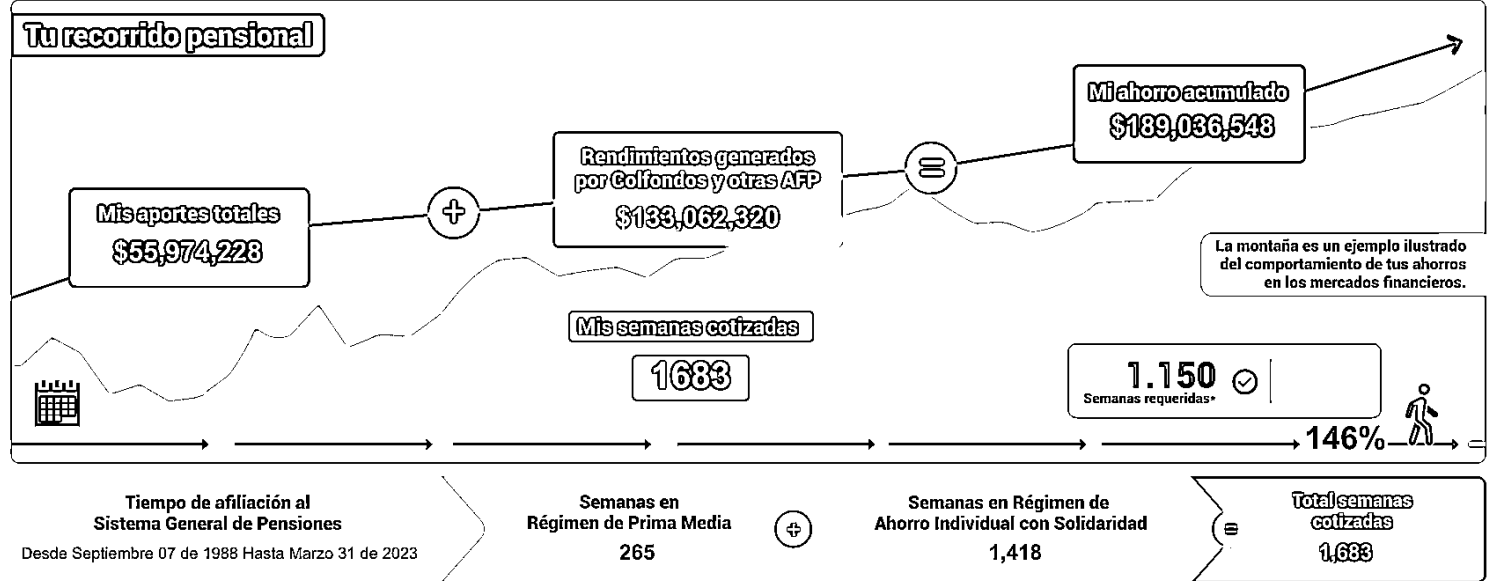 Tu recorrido pensional
Mi ahorro acumulado
$189,036,548
Rendimientos generados
por Colfondos y otras AFP
$133,062,320
=
Mis aportes totales
$55,974,228
+
La montaña es un ejemplo ilustrado
del comportamiento de tus ahorros
en los mercados financieros.
Mis semanas cotizadas
1683
1.150
Semanas requeridas*
146%
Tiempo de afiliación al
Sistema General de Pensiones
Desde Septiembre 07 de 1988 Hasta Marzo 31 de 2023
Semanas en
Régimen de Prima Media
265
+
Semanas en Régimen de
Ahorro Individual con Solidaridad
1,418
=
Total semanas
cotizadas
1,683